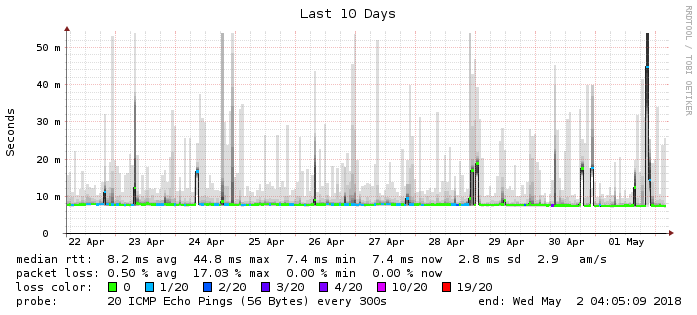 Last 10 Days
RRDTOOL / TOBI OETIKER
Seconds
50 m
40 m
30 m
20 m
10 m
0
22 Apr 23 Apr 24 Apr 25 Apr 26 Apr 27 Apr 28 Apr 29 Apr 30 Apr 01 May
median rtt: 8.2 ms avg 44.8 ms max 7.4 ms min 7.4 ms now 2.8 ms sd 2.9 am/s
packet loss: 0.50 % avg 17.03 % max 0.00 % min 0.00 % now
loss color: 0 1/20 2/20 3/20 4/20 10/20 19/20
probe: 20 ICMP Echo Pings (56 Bytes) every 300s end: Wed May 2 04:05:09 2018